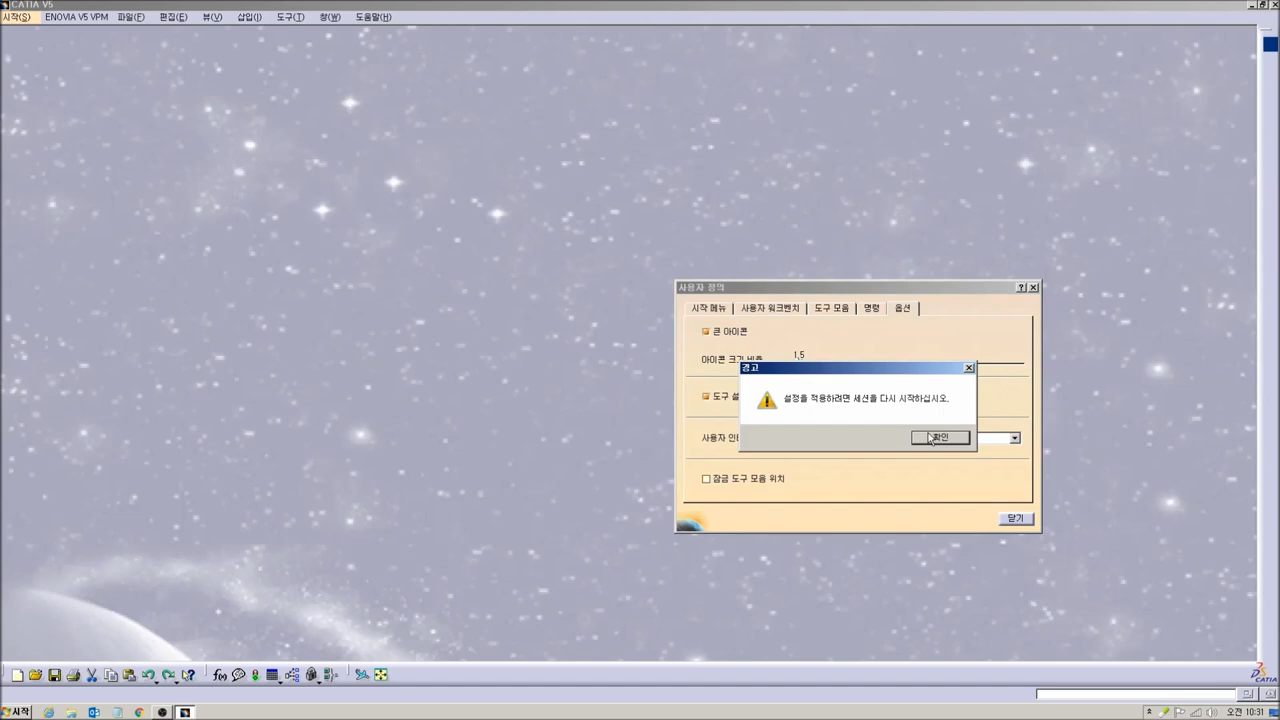 CATIA V5
시작(S) ENOVIA V5 VPM 파일(F) 편집(E) 뷰(V) 삽입(I) 도구(T) 창(W) 도움말(H)
사용자 정의
시작 메뉴 사용자 워크벤치 도구 모음 명령 옵션
큰 아이콘
아이콘 크기 비율 1.5
경고
도구 설
설정을 적용하려면 세션을 다시 시작하십시오.
사용자 인터
확인
잠금 도구 모음 위치
닫기
CATIA
시작 오전 10:31